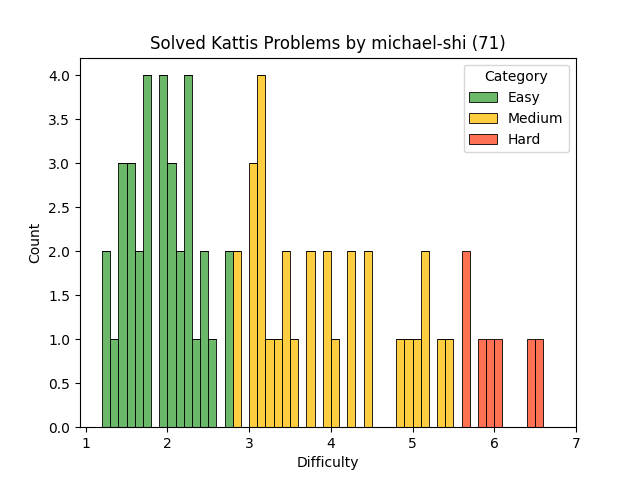 Solved Kattis Problems by michael-shi (71)
Category
Easy
Medium
Hard
Count
4.0
3.5
3.0
2.5
2.0
1.5
1.0
0.5
0.0
1 2 3 4 5 6 7
Difficulty